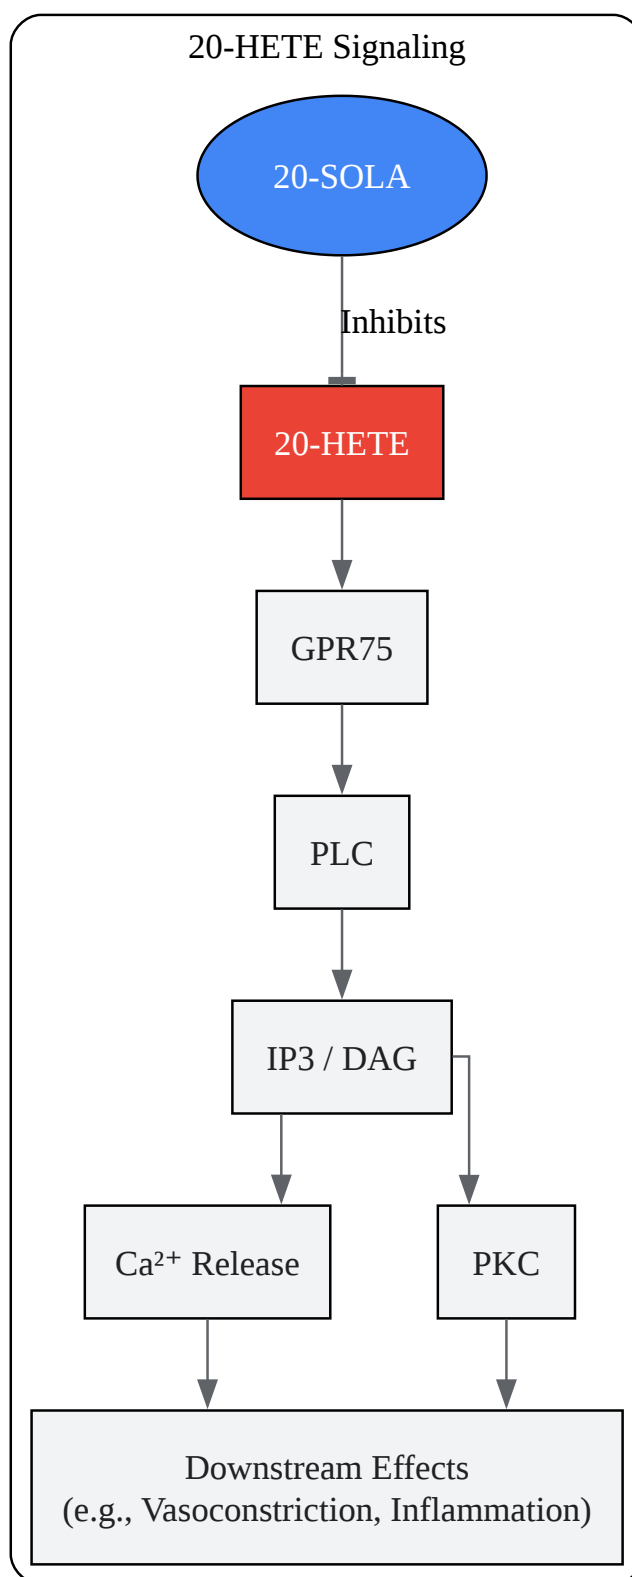 20-HETE Signaling
20-SOLA
Inhibits
20-HETE
GPR75
PLC
IP3 / DAG
Ca²⁺ Release
PKC
Downstream Effects
(e.g., Vasoconstriction, Inflammation)